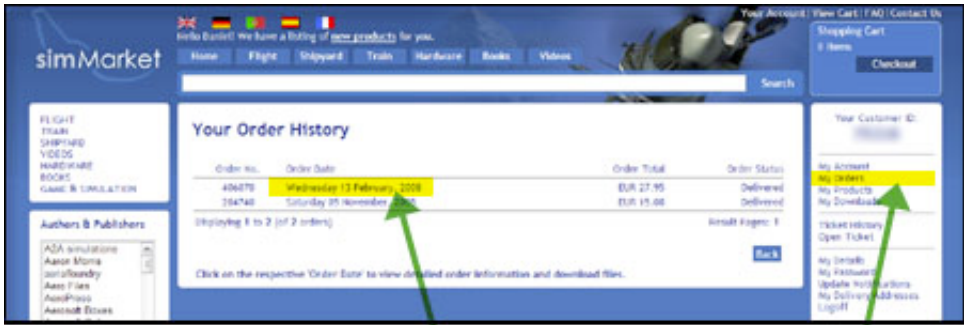 simMarket
Hello Daniel! We have a listing of new products for you.
Your Account | View Cart | FAQ | Contact Us
Home Flight Shipyard Train Hardware Books Videos
Search
Shopping Cart
0 Items
Checkout
FLIGHT
TRAIN
SHIPYARD
VIDEOS
HARDWARE
BOOKS
GAME & SIMULATION
Authors & Publishers
A2A simulations
Aaron Morris
aerofoundry
Aero Files
AeroPross
Aerosoft Boxes
Your Order History
Order no. Order Date Order Total Order Status
406070 Wednesday 13 February, 2008 EUR 27.95 Delivered
204740 Saturday 05 November, EUR 15.00 Delivered
Displaying 1 to 2 (of 2 orders) Result Pages: 1
Back
Click on the respective 'Order Date' to view detailed order information and download files.
Your Customer ID:
My Account
My Orders
My Products
My Downloads
Ticket History
Open Ticket
My Details
My Password
Update Notifications
My Delivery Addresses
Logoff